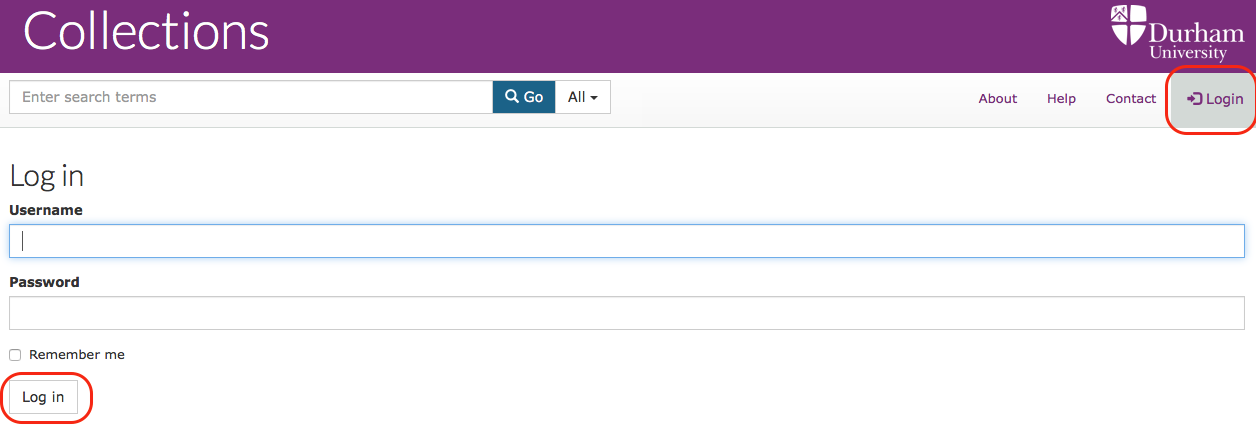 Collections
Durham
University
Enter search terms
Go
All
About
Help
Contact
Login
Log in
Username
Password
Remember me
Log in